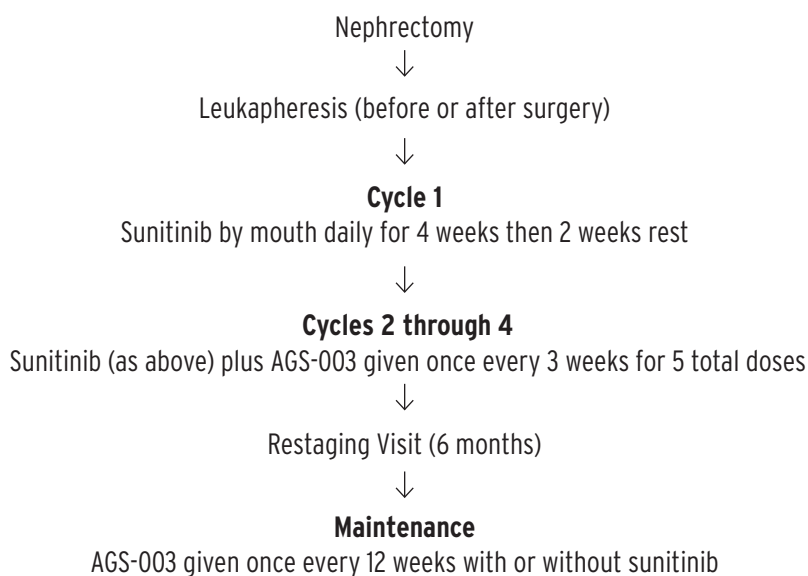 Nephrectomy
↓
Leukapheresis (before or after surgery)
↓
Cycle 1
Sunitinib by mouth daily for 4 weeks then 2 weeks rest
↓
Cycles 2 through 4
Sunitinib (as above) plus AGS-003 given once every 3 weeks for 5 total doses
↓
Restaging Visit (6 months)
↓
Maintenance
AGS-003 given once every 12 weeks with or without sunitinib